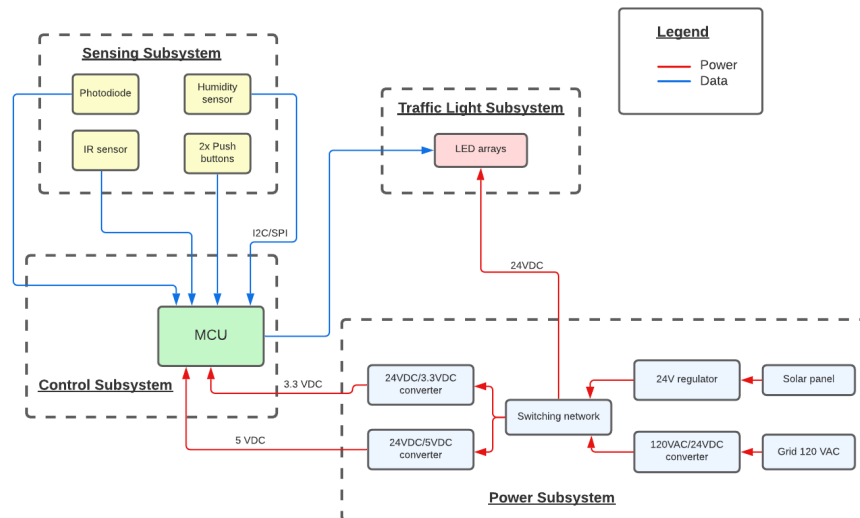 Sensing Subsystem
Photodiode
Humidity
sensor
IR sensor
2x Push
buttons
Traffic Light Subsystem
LED arrays
Legend
Power
Data
I2C/SPI
24VDC
MCU
Control Subsystem
3.3 VDC
5 VDC
24VDC/3.3VDC
converter
24VDC/5VDC
converter
Switching network
24V regulator
Solar panel
120VAC/24VDC
converter
Grid 120 VAC
Power Subsystem